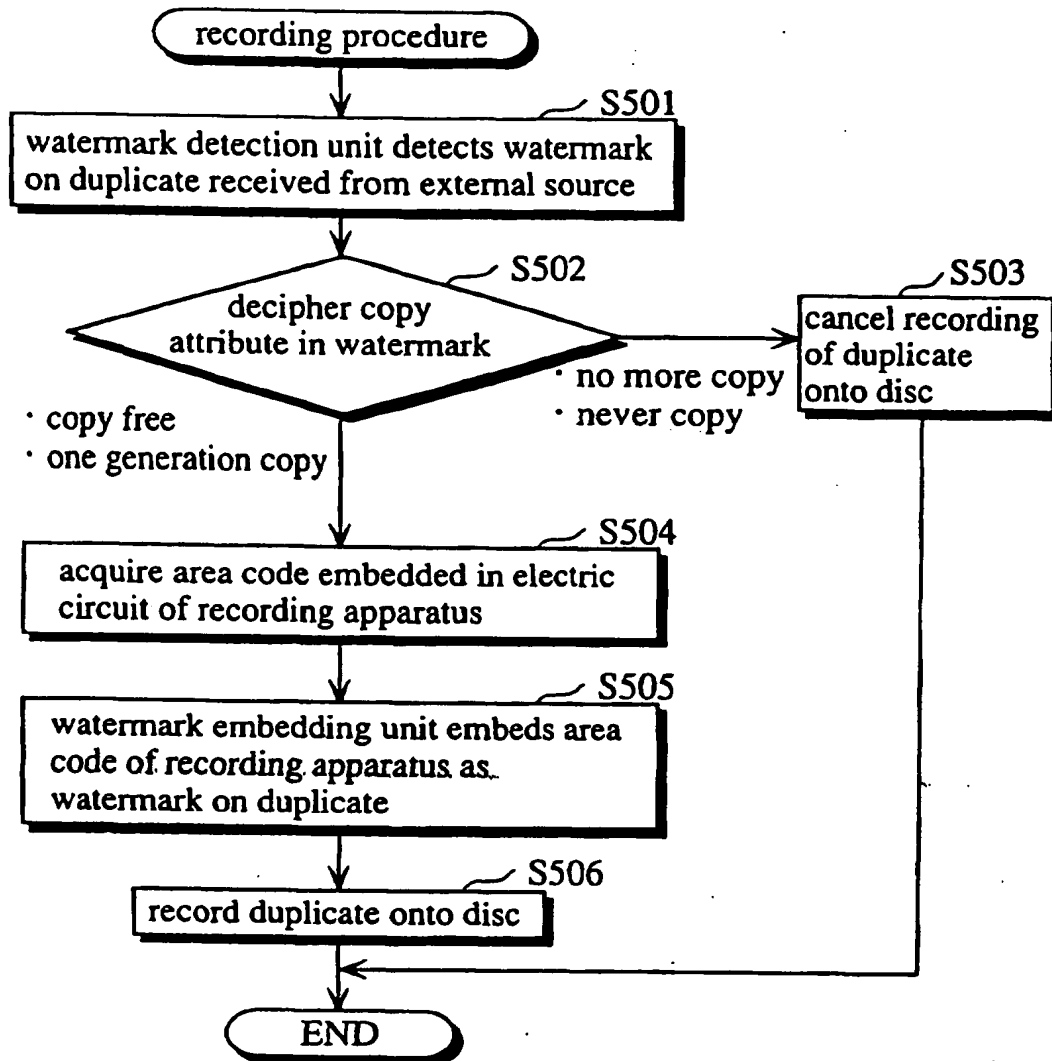 recording procedure
S501
watermark detection unit detects watermark
on duplicate received from external source
S502
decipher copy
attribute in watermark
S503
cancel recording
of duplicate
onto disc
· no more copy
· never copy
· copy free
· one generation copy
S504
acquire area code embedded in electric
circuit of recording apparatus
S505
watermark embedding unit embeds area
code of recording apparatus as
watermark on duplicate
S506
record duplicate onto disc
END